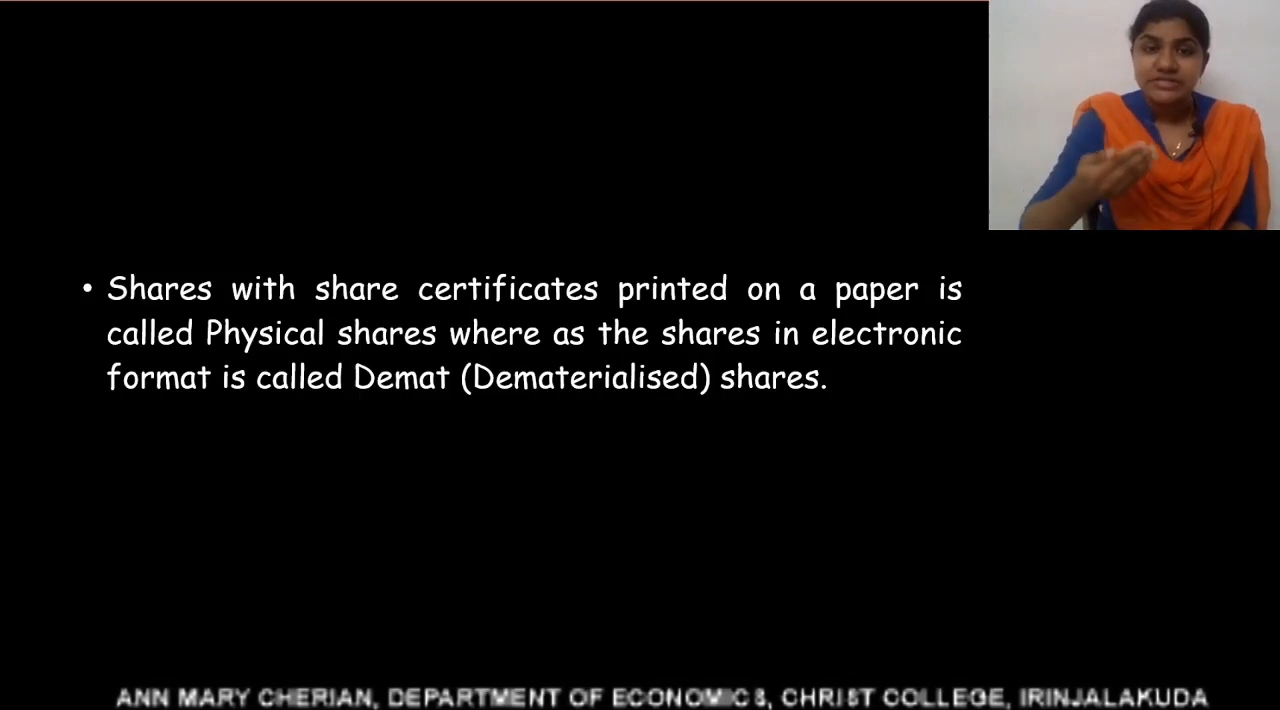 • Shares with share certificates printed on a paper is
called Physical shares where as the shares in electronic
format is called Demat (Dematerialised) shares.
ANN MARY CHERIAN, DEPARTMENT OF ECONOMICS, CHRIST COLLEGE, IRINJALAKUDA